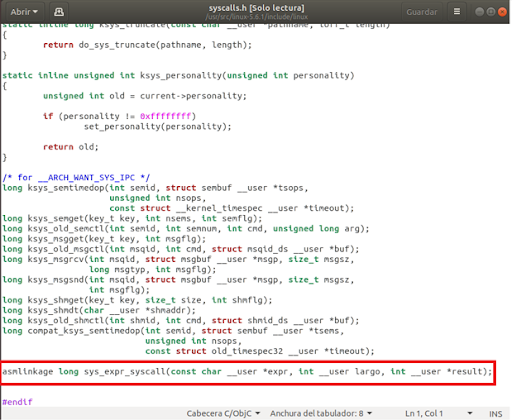 Abrir
syscalls.h [Solo lectura]
/usr/src/linux-5.6.1/include/linux
Guardar
static inline long ksys_truncate(const char __user *pathname, loff_t length)
{
return do_sys_truncate(pathname, length);
}
static inline unsigned int ksys_personality(unsigned int personality)
{
unsigned int old = current->personality;
if (personality != 0xffffffff)
set_personality(personality);
return old;
}
/* for __ARCH_WANT_SYS_IPC */
long ksys_semtimedop(int semid, struct sembuf __user *tsops,
unsigned int nsops,
const struct __kernel_timespec __user *timeout);
long ksys_semget(key_t key, int nsems, int semflg);
long ksys_old_semctl(int semid, int semnum, int cmd, unsigned long arg);
long ksys_msgget(key_t key, int msgflg);
long ksys_old_msgctl(int msqid, int cmd, struct msqid_ds __user *buf);
long ksys_msgrcv(int msqid, struct msgbuf __user *msgp, size_t msgsz,
long msgtyp, int msgflg);
long ksys_msgsnd(int msqid, struct msgbuf __user *msgp, size_t msgsz,
int msgflg);
long ksys_shmget(key_t key, size_t size, int shmflg);
long ksys_shmdt(char __user *shmaddr);
long ksys_old_shmctl(int shmid, int cmd, struct shmid_ds __user *buf);
long compat_ksys_semtimedop(int semid, struct sembuf __user *tsems,
unsigned int nsops,
const struct old_timespec32 __user *timeout);
asmlinkage long sys_expr_syscall(const char __user *expr, int __user largo, int __user *result);
#endif
Cabecera C/ObjC
Anchura del tabulador: 8
Ln 1, Col 1
INS